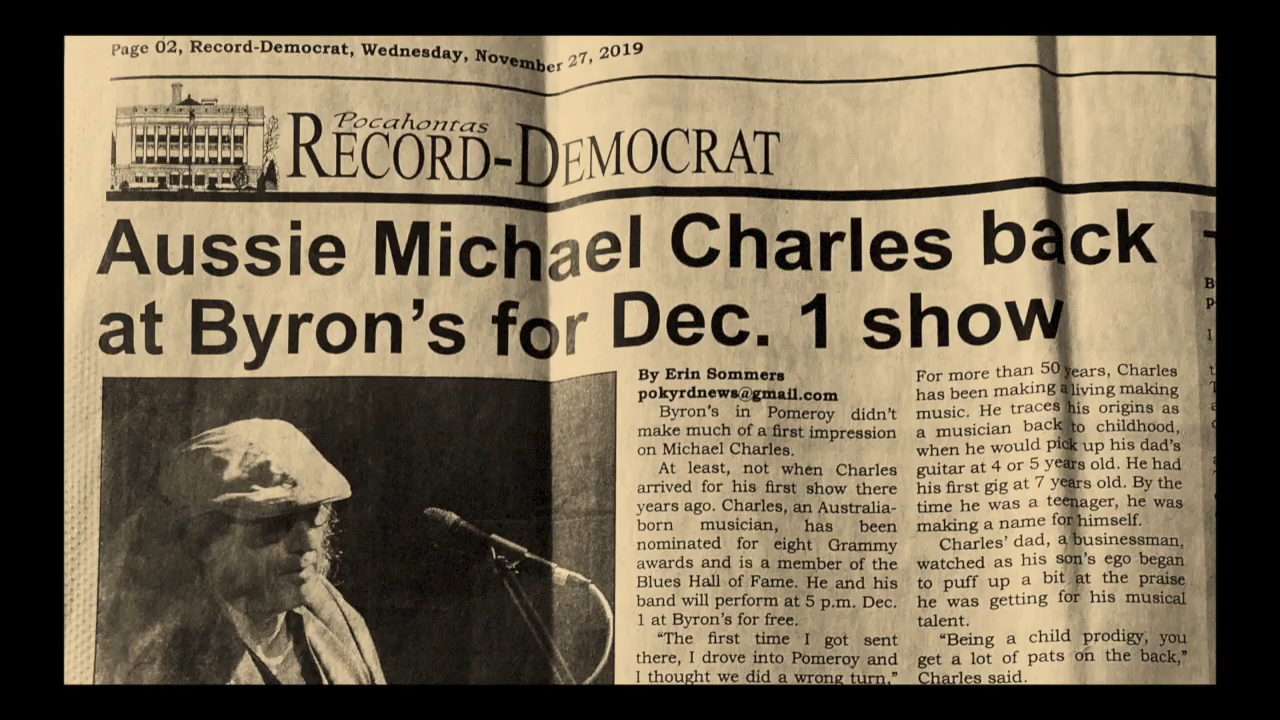 Page 02, Record-Democrat, Wednesday, November 27, 2019
Pocahontas
RECORD-DEMOCRAT
Aussie Michael Charles back
at Byron's for Dec. 1 show
By Erin Sommers
pokyrdnews@gmail.com
Byron's in Pomeroy didn't
make much of a first impression
on Michael Charles.
At least, not when Charles
arrived for his first show there
years ago. Charles, an Australia-
born musician, has been
nominated for eight Grammy
awards and is a member of the
Blues Hall of Fame. He and his
band will perform at 5 p.m. Dec.
1 at Byron's for free.
"The first time I got sent
there, I drove into Pomeroy and
I thought we did a wrong turn,"
For more than 50 years, Charles
has been making a living making
music. He traces his origins as
a musician back to childhood,
when he would pick up his dad's
guitar at 4 or 5 years old. He had
his first gig at 7 years old. By the
time he was a teenager, he was
making a name for himself.
Charles' dad, a businessman,
watched as his son's ego began
to puff up a bit at the praise
he was getting for his musical
talent.
"Being a child prodigy, you
get a lot of pats on the back,"
Charles said.